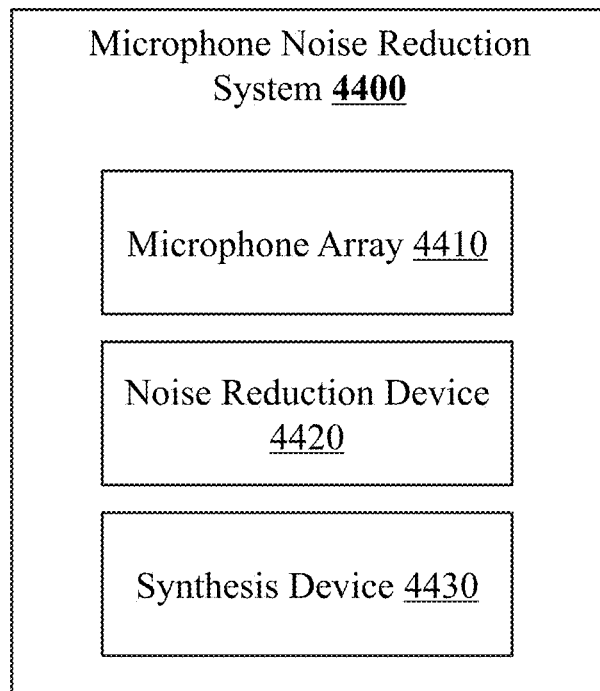 Microphone Noise Reduction
System 4400
Microphone Array 4410
Noise Reduction Device
4420
Synthesis Device 4430